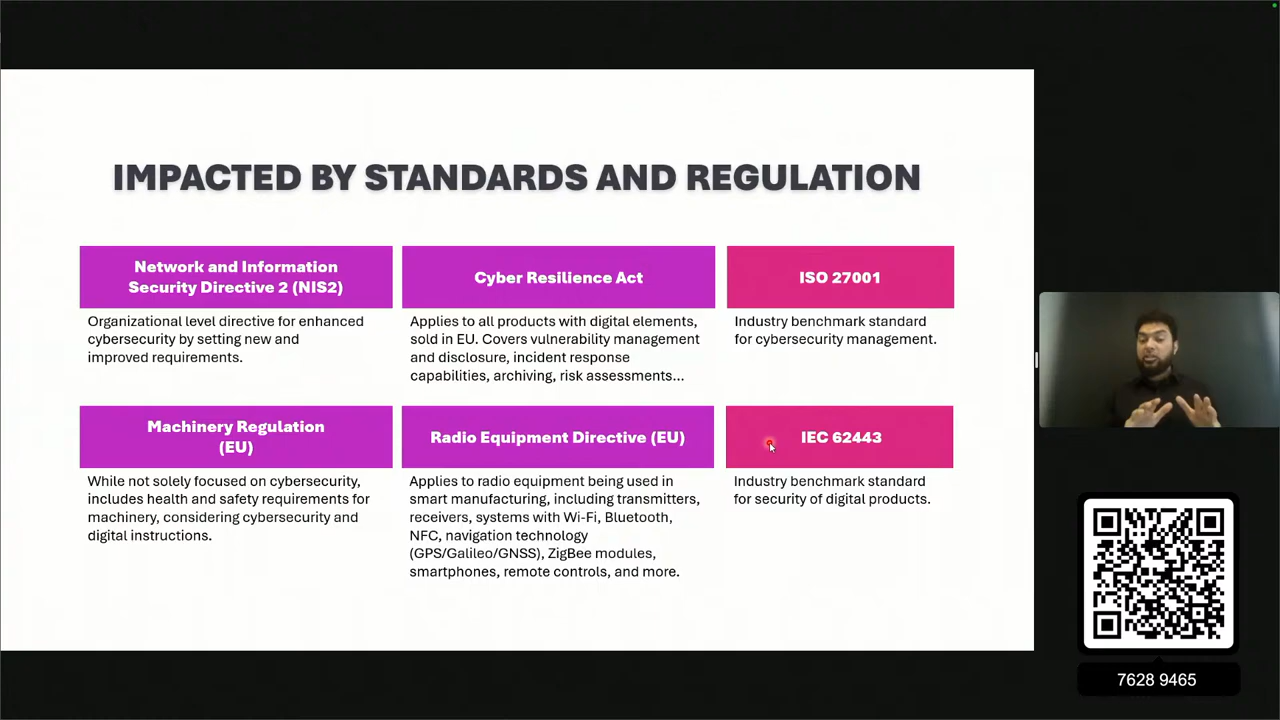 IMPACTED BY STANDARDS AND REGULATION
Network and Information
Security Directive 2 (NIS2)
Organizational level directive for enhanced
cybersecurity by setting new and
improved requirements.
Cyber Resilience Act
Applies to all products with digital elements,
sold in EU. Covers vulnerability management
and disclosure, incident response
capabilities, archiving, risk assessments...
ISO 27001
Industry benchmark standard
for cybersecurity management.
Machinery Regulation
(EU)
While not solely focused on cybersecurity,
includes health and safety requirements for
machinery, considering cybersecurity and
digital instructions.
Radio Equipment Directive (EU)
Applies to radio equipment being used in
smart manufacturing, including transmitters,
receivers, systems with Wi-Fi, Bluetooth,
NFC, navigation technology
(GPS/Galileo/GNSS), ZigBee modules,
smartphones, remote controls, and more.
IEC 62443
Industry benchmark standard
for security of digital products.
7628 9465